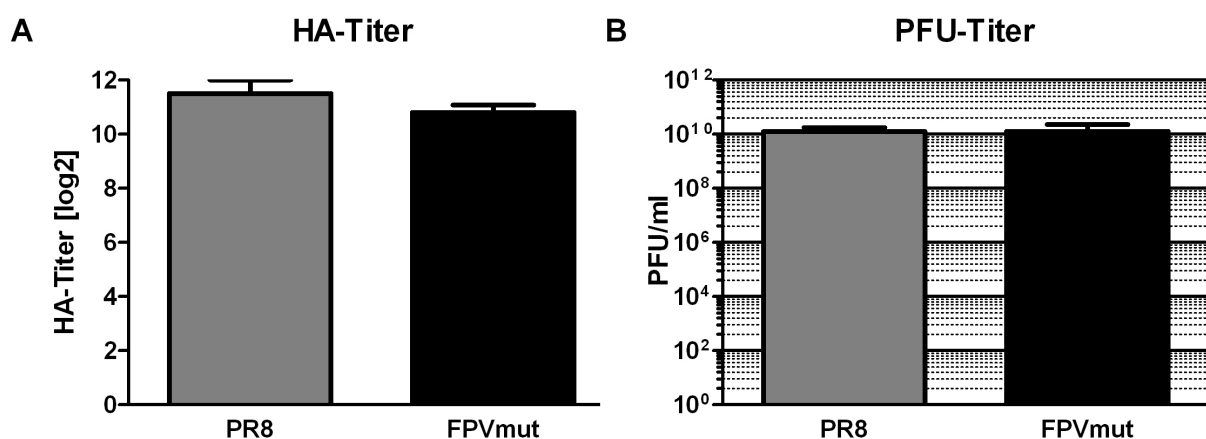 A
HA-Titer
HA-Titer [log2]
12
10
8
6
4
2
0
PR8
FPVmut
B
PFU-Titer
PFU/ml
10¹²
10¹⁰
10⁸
10⁶
10⁴
10²
10⁰
PR8
FPVmut